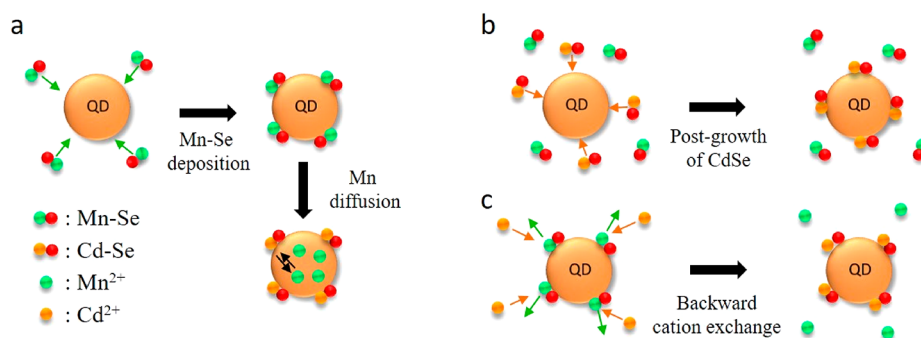 a
QD
Mn-Se
deposition
QD
Mn
diffusion
: Mn-Se
: Cd-Se
: Mn2+
: Cd2+
b
QD
Post-growth
of CdSe
QD
c
QD
Backward
cation exchange
QD